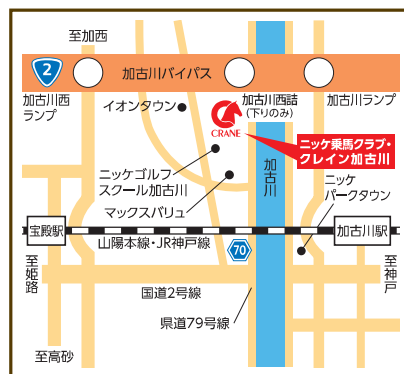 至加西
2
加古川バイパス
加古川西
ランプ
イオンタウン
加古川西詰
(下りのみ)
加古川ランプ
CRANE
ニッケ乗馬クラブ・
クレイン加古川
ニッケゴルフ
スクール加古川
加古川
ニッケ
パークタウン
マックスバリュ
宝殿駅
山陽本線・JR神戸線
70
加古川駅
至姫路
至神戸
国道2号線
県道79号線
至高砂